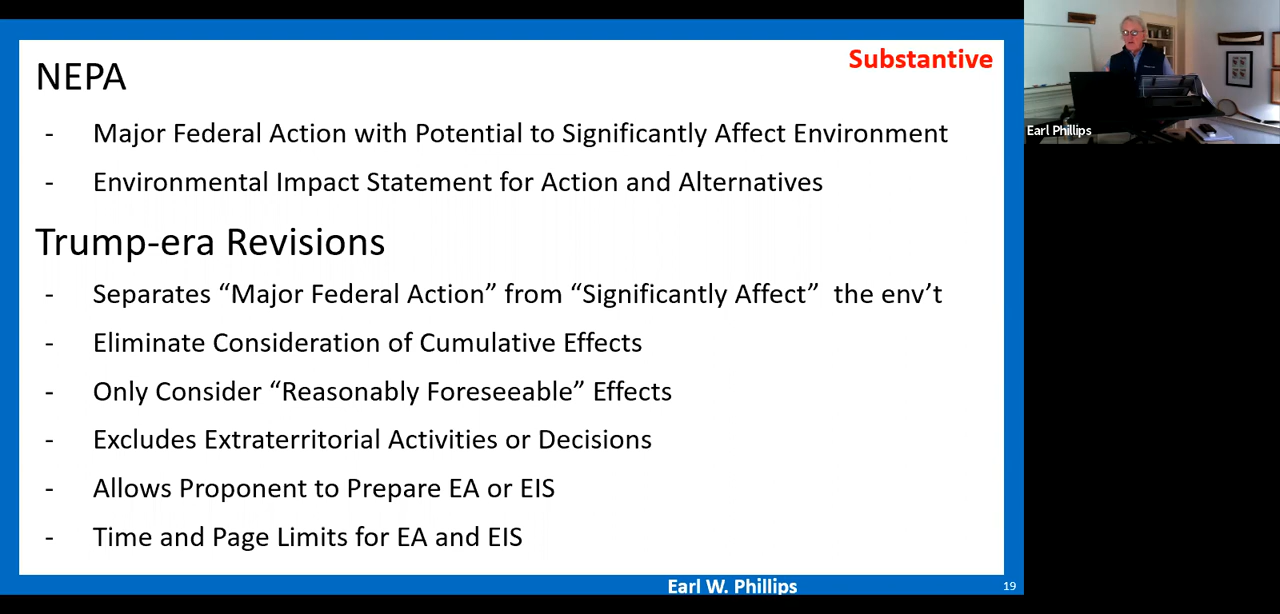 Substantive
NEPA
- Major Federal Action with Potential to Significantly Affect Environment
- Environmental Impact Statement for Action and Alternatives
Trump-era Revisions
- Separates “Major Federal Action” from “Significantly Affect” the env’t
- Eliminate Consideration of Cumulative Effects
- Only Consider “Reasonably Foreseeable” Effects
- Excludes Extraterritorial Activities or Decisions
- Allows Proponent to Prepare EA or EIS
- Time and Page Limits for EA and EIS
Earl W. Phillips
19
Earl Phillips